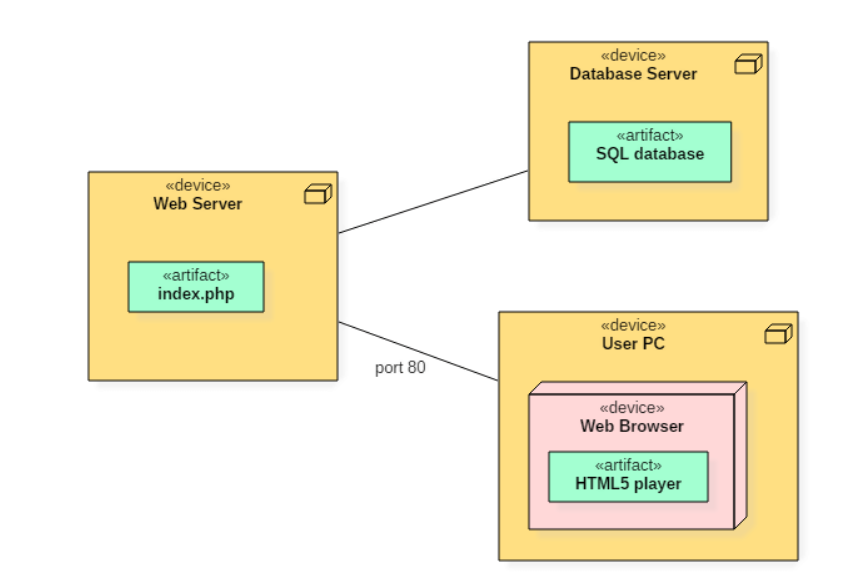 «device»
Database Server
«artifact»
SQL database
«device»
Web Server
«artifact»
index.php
port 80
«device»
User PC
«device»
Web Browser
«artifact»
HTML5 player